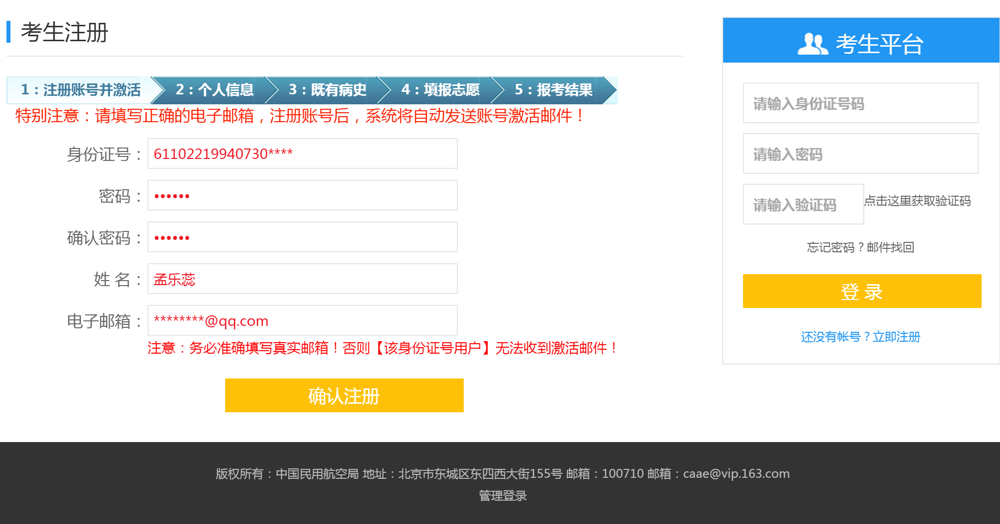 考生注册
1：注册账号并激活 2：个人信息 3：既有病史 4：填报志愿 5：报考结果
特别注意：请填写正确的电子邮箱，注册账号后，系统将自动发送账号激活邮件！
身份证号： 61102219940730****
密码： ••••••
确认密码： ••••••
姓 名： 孟乐蕊
电子邮箱： ********@qq.com
注意：务必准确填写真实邮箱！否则【该身份证号用户】无法收到激活邮件！
确认注册
考生平台
请输入身份证号码
请输入密码
请输入验证码 点击这里获取验证码
忘记密码？邮件找回
登 录
还没有帐号？立即注册
版权所有：中国民用航空局 地址：北京市东城区东四西大街155号 邮箱：100710 邮箱：caae@vip.163.com
管理登录